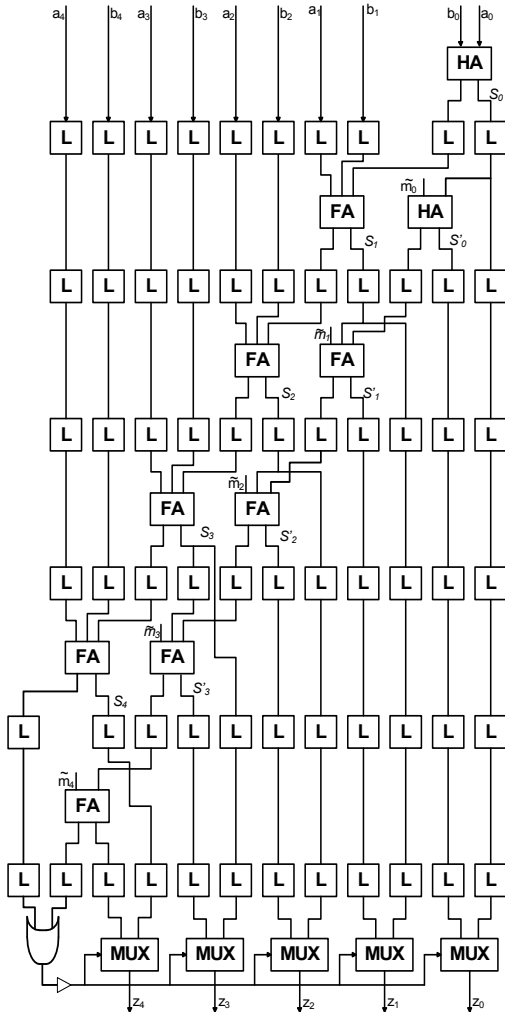 a₄ b₄ a₃ b₃ a₂ b₂ a₁ b₁ b₀ a₀
HA
S₀
L L L L L L L L L L
m̃₀
FA HA
S₁ S'₀
L L L L L L L L L L L
m̃₁
FA FA
S₂ S'₁
L L L L L L L L L L L
m̃₂
FA FA
S₃ S'₂
L L L L L L L L L L L
m̃₃
FA FA
S₄ S'₃
L L L L L L L L L L L
m̃₄
FA
L L L L L L L L L L L L
MUX MUX MUX MUX MUX
z₄ z₃ z₂ z₁ z₀